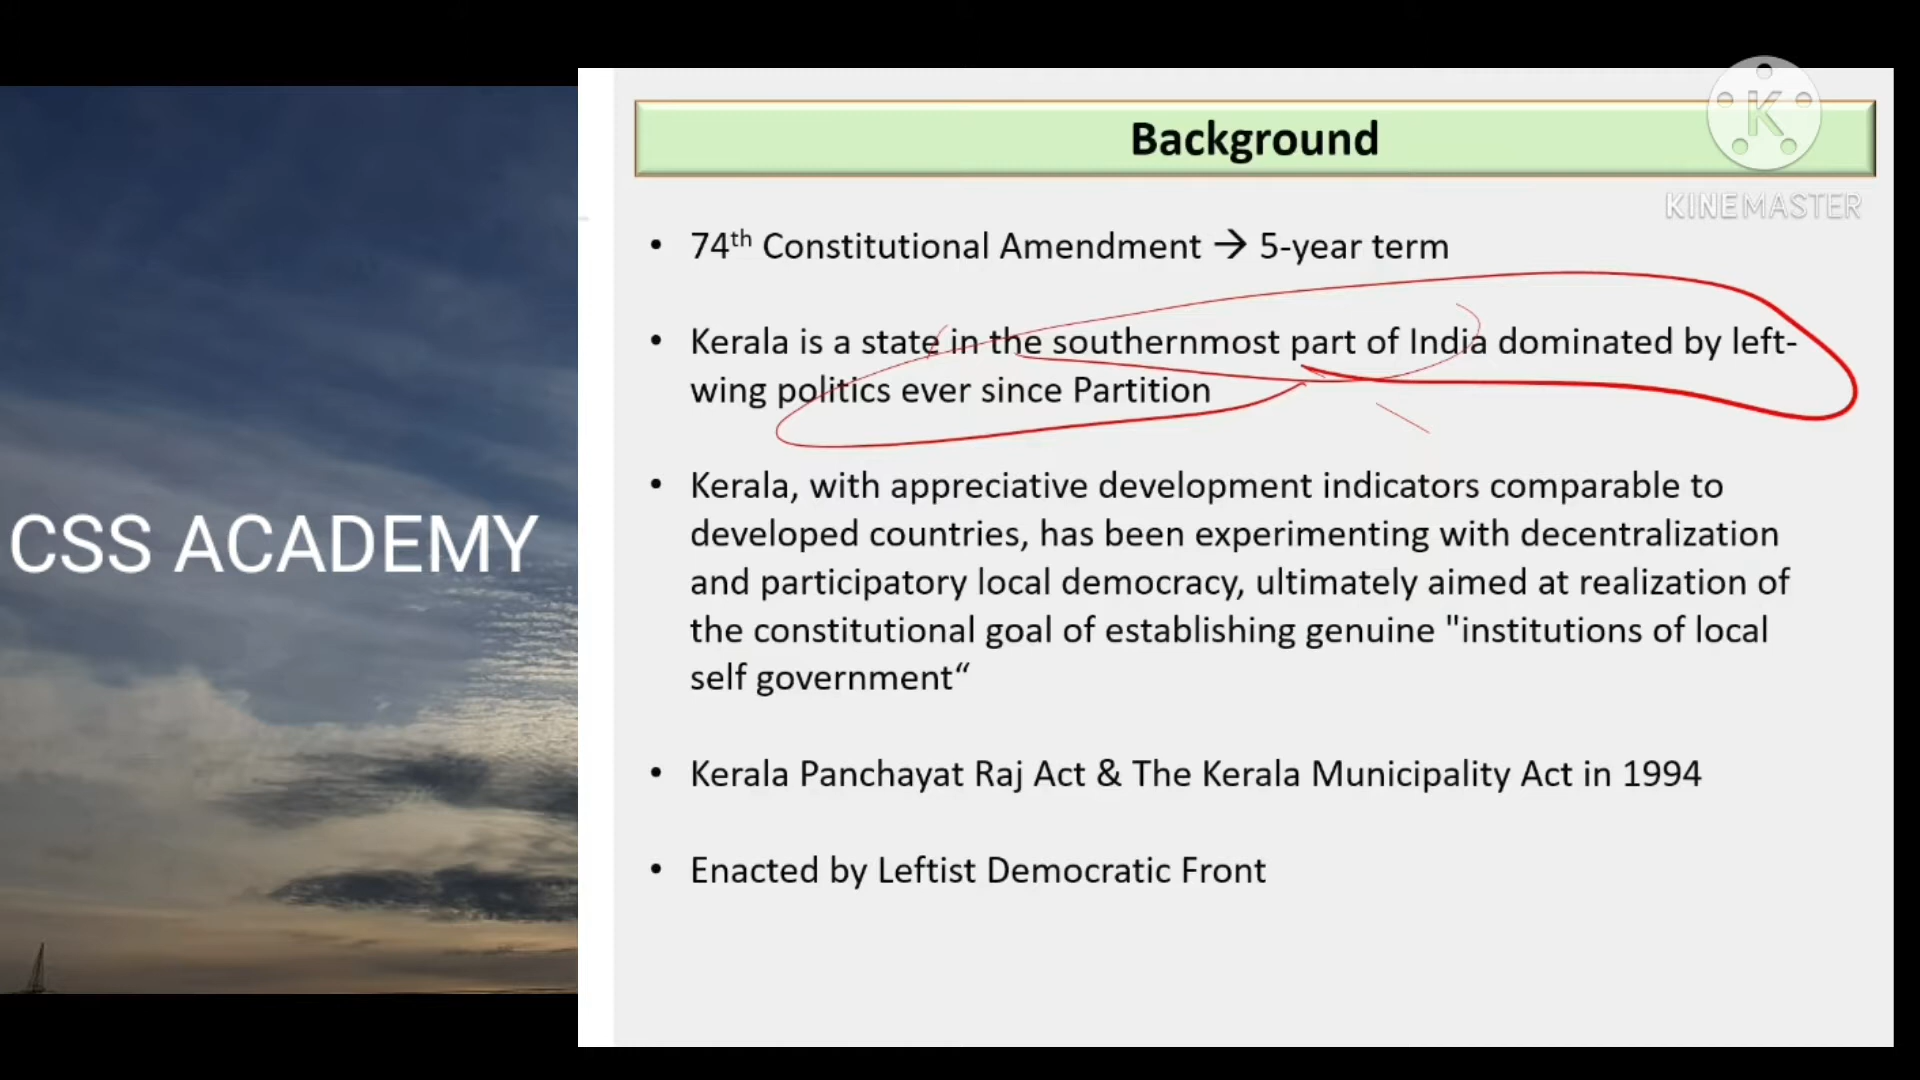 Background
K
KINEMASTER
• 74th Constitutional Amendment → 5-year term
• Kerala is a state in the southernmost part of India dominated by left-
wing politics ever since Partition
• Kerala, with appreciative development indicators comparable to
developed countries, has been experimenting with decentralization
and participatory local democracy, ultimately aimed at realization of
the constitutional goal of establishing genuine "institutions of local
self government“
• Kerala Panchayat Raj Act & The Kerala Municipality Act in 1994
• Enacted by Leftist Democratic Front
CSS ACADEMY